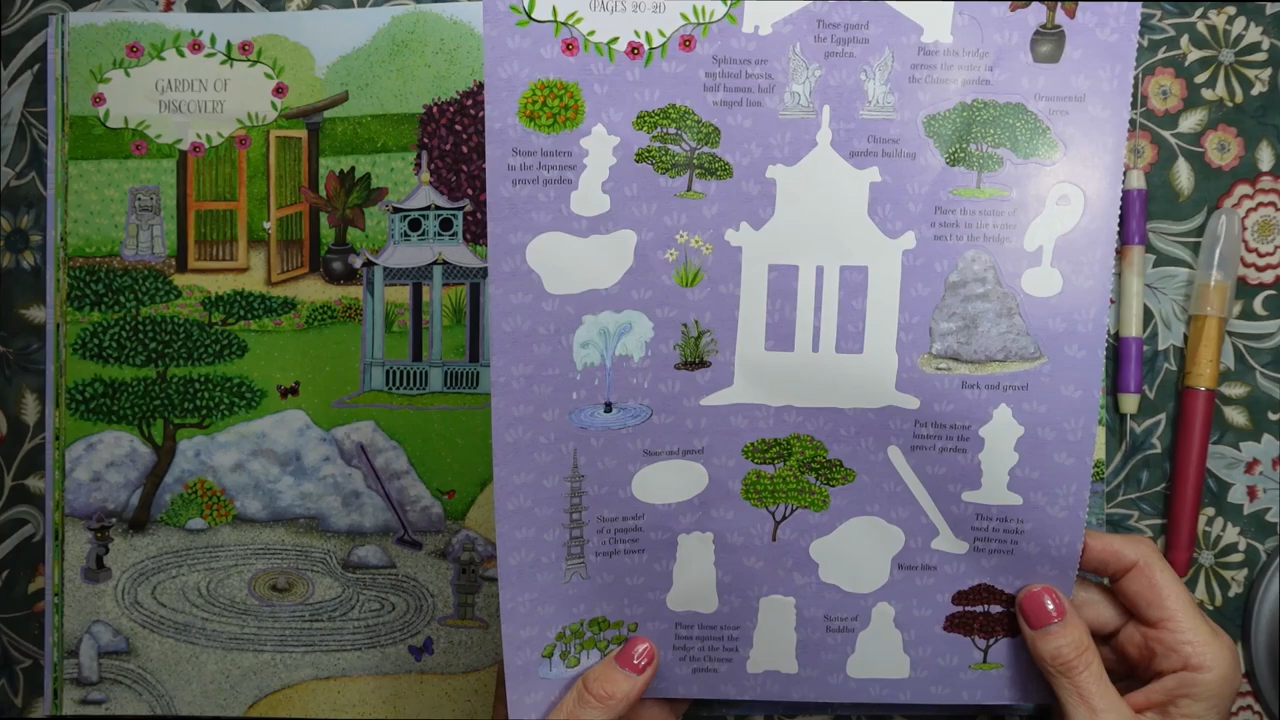 GARDEN OF
DISCOVERY
(PAGES 20-21)
These guard
the Egyptian
garden.
Sphinxes are
mythical beasts,
half human, half
winged lion.
Place this bridge
across the water in
the Chinese garden.
Ornamental
trees
Chinese
garden building
Stone lantern
in the Japanese
gravel garden
Place this statue of
a stork in the water
next to the bridge.
Rock and gravel
Put this stone
lantern in the
gravel garden
Stone and gravel
Stone model
of a pagoda,
a Chinese
temple tower
This rake is
used to make
patterns in
the gravel.
Water lilies
Place these stone
lions against the
hedge at the back
of the Chinese
garden.
Statue of
Buddha